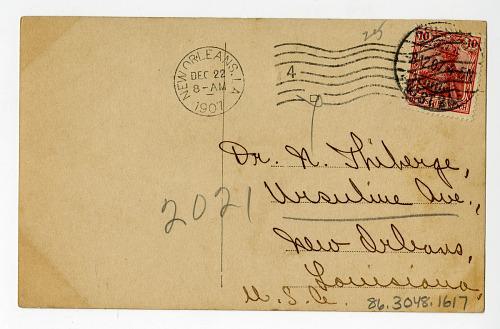 25
10 10
NEW ORLEANS, LA
DEC 22
8-AM
1907
4
Dr. N. Thiberge,
Ursuline Ave.,
2021
New Orleans,
Louisiana,
U. S. A.
86.3048.1617